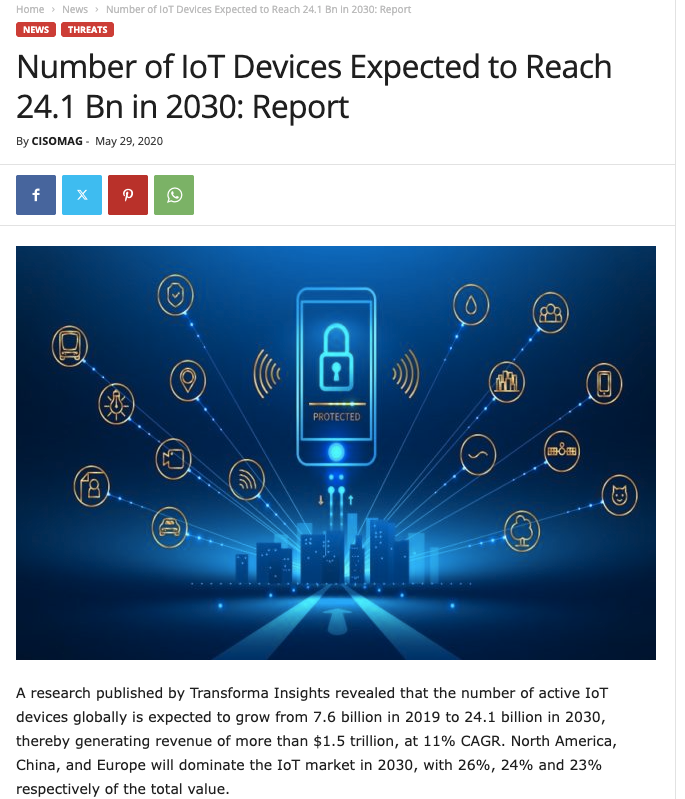 Home › News › Number of IoT Devices Expected to Reach 24.1 Bn in 2030: Report
NEWS THREATS
Number of IoT Devices Expected to Reach
24.1 Bn in 2030: Report
By CISOMAG - May 29, 2020
PROTECTED
A research published by Transforma Insights revealed that the number of active IoT
devices globally is expected to grow from 7.6 billion in 2019 to 24.1 billion in 2030,
thereby generating revenue of more than $1.5 trillion, at 11% CAGR. North America,
China, and Europe will dominate the IoT market in 2030, with 26%, 24% and 23%
respectively of the total value.